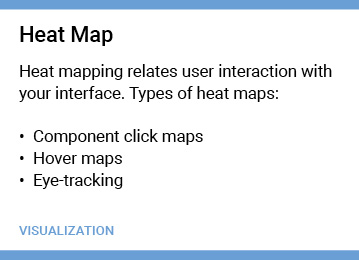 Heat Map
Heat mapping relates user interaction with
your interface. Types of heat maps:
• Component click maps
• Hover maps
• Eye-tracking
VISUALIZATION